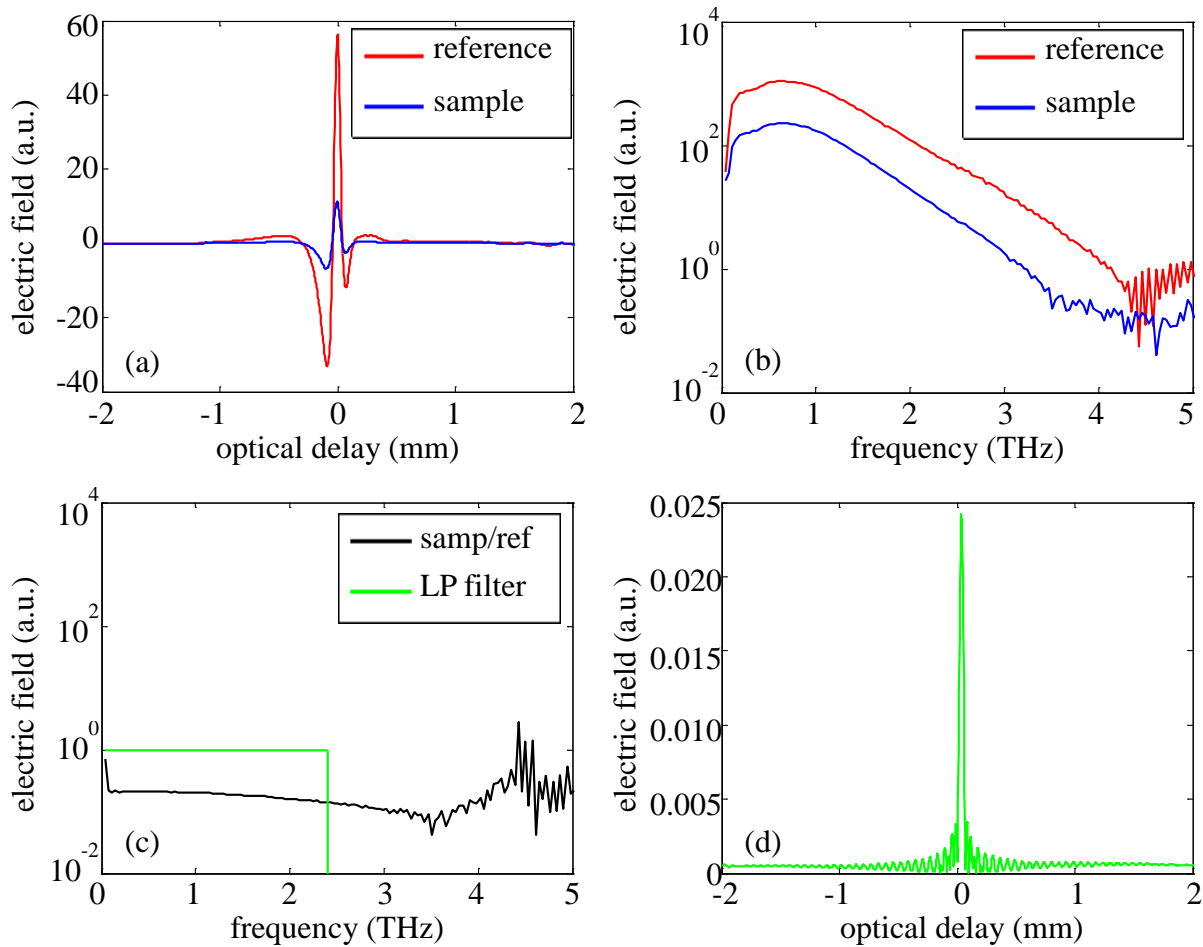 60
40
20
0
-20
-40
-2
-1
0
1
2
electric field (a.u.)
optical delay (mm)
reference
sample
(a)
10^4
10^2
10^0
10^-2
0
1
2
3
4
5
electric field (a.u.)
frequency (THz)
reference
sample
(b)
10^4
10^2
10^0
10^-2
0
1
2
3
4
5
electric field (a.u.)
frequency (THz)
samp/ref
LP filter
(c)
0.025
0.020
0.015
0.010
0.005
0
-2
-1
0
1
2
electric field (a.u.)
optical delay (mm)
(d)